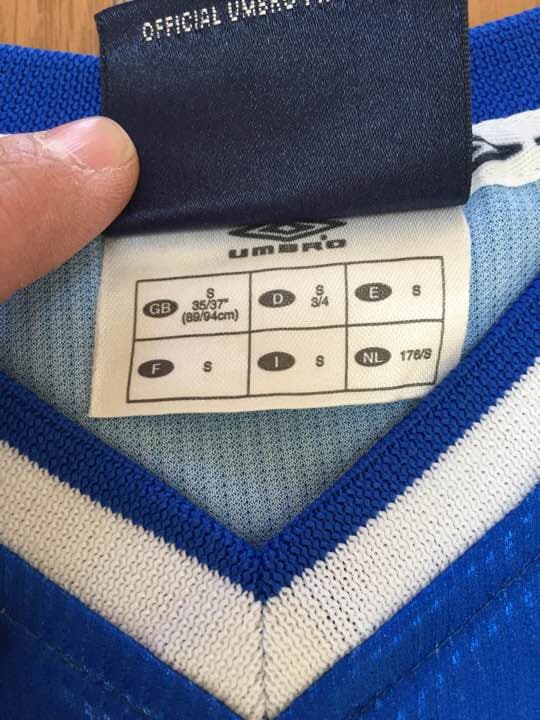 OFFICIAL UMBRO
UMBRO
GB S 35/37" (89/94cm)
D S 3/4
E S
F S
I S
NL 176/S